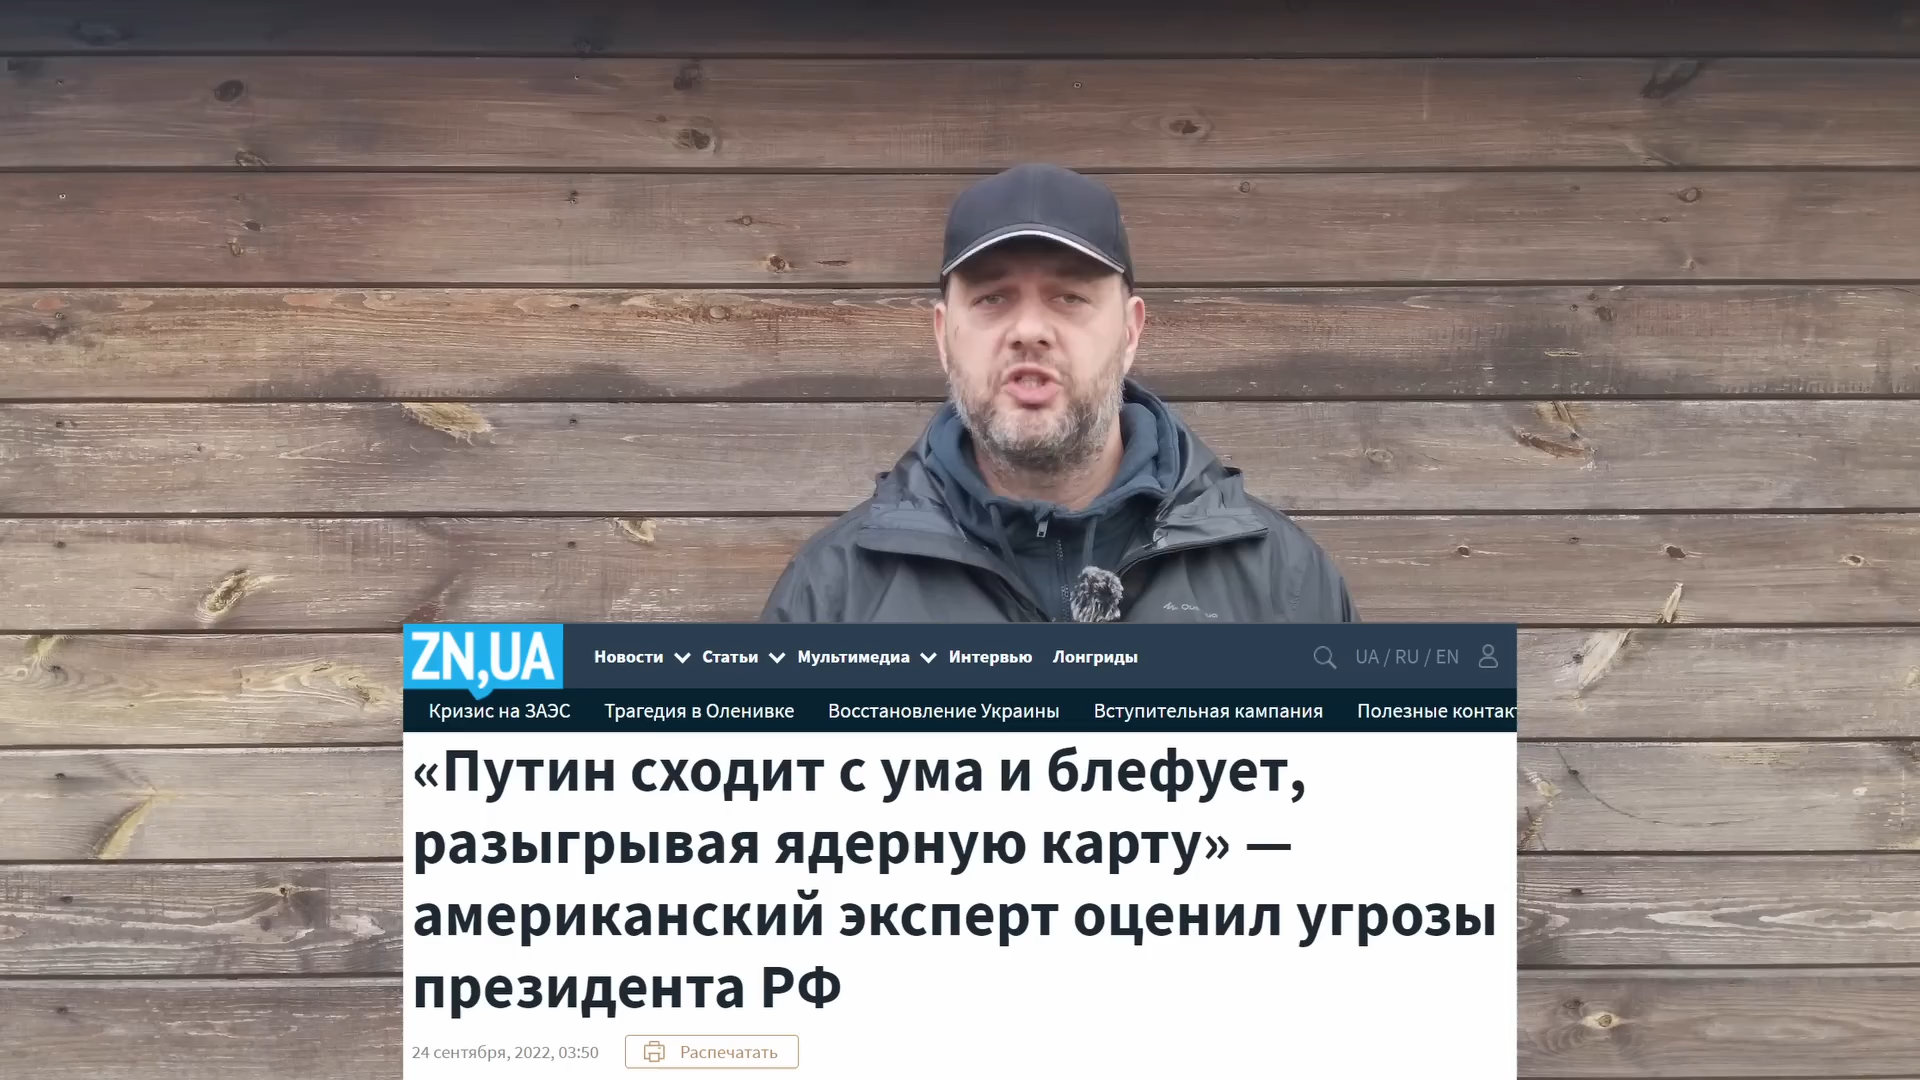 ZN,UA
Новости Статьи Мультимедиа Интервью Лонгриды UA / RU / EN
Кризис на ЗАЭС Трагедия в Оленивке Восстановление Украины Вступительная кампания Полезные контак
«Путин сходит с ума и блефует,
разыгрывая ядерную карту» —
американский эксперт оценил угрозы
президента РФ
24 сентября, 2022, 03:50 Распечатать